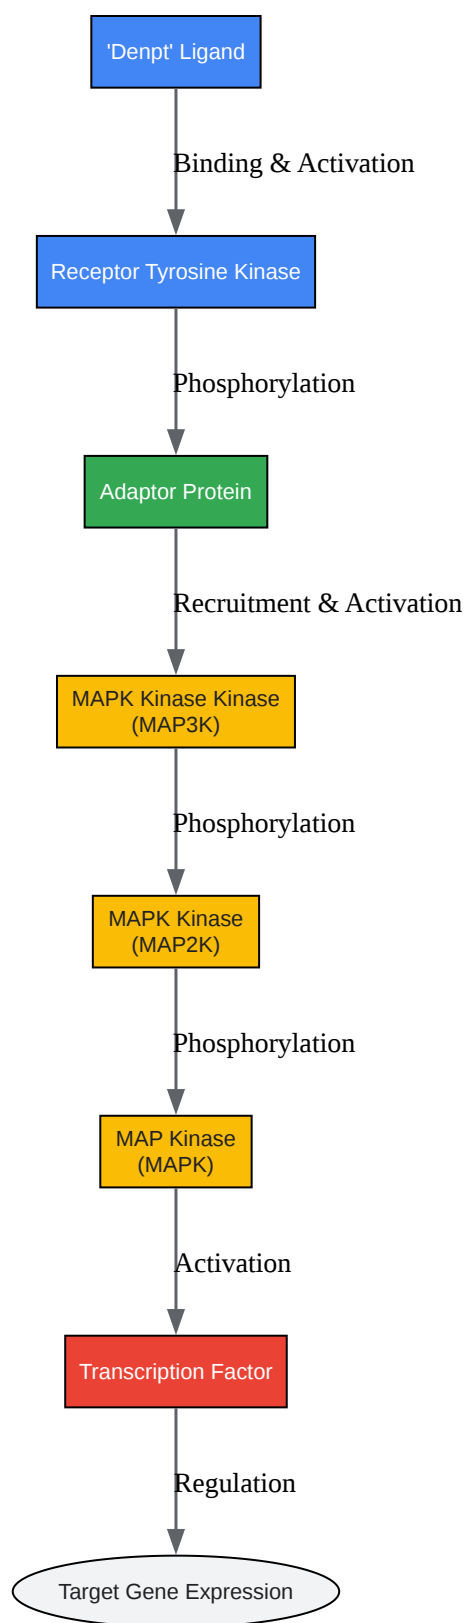 'Denpt' Ligand
Binding & Activation
Receptor Tyrosine Kinase
Phosphorylation
Adaptor Protein
Recruitment & Activation
MAPK Kinase Kinase
(MAP3K)
Phosphorylation
MAPK Kinase
(MAP2K)
Phosphorylation
MAP Kinase
(MAPK)
Activation
Transcription Factor
Regulation
Target Gene Expression